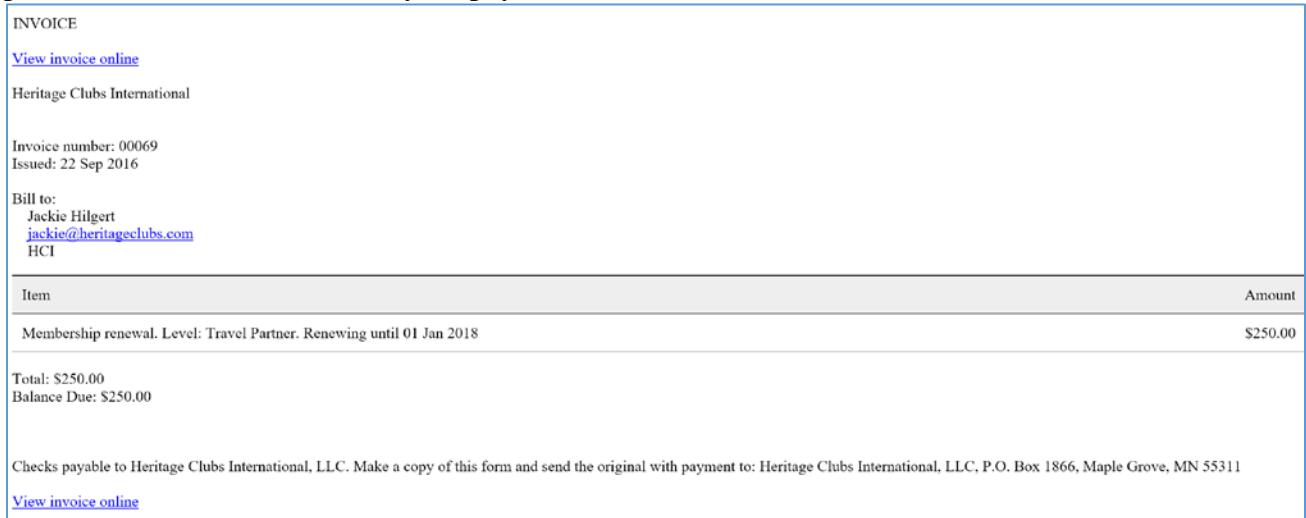 INVOICE
View invoice online
Heritage Clubs International
Invoice number: 00069
Issued: 22 Sep 2016
Bill to:
Jackie Hilgert
jackie@heritageclubs.com
HCI
Item Amount
Membership renewal. Level: Travel Partner. Renewing until 01 Jan 2018 $250.00
Total: $250.00
Balance Due: $250.00
Checks payable to Heritage Clubs International, LLC. Make a copy of this form and send the original with payment to: Heritage Clubs International, LLC, P.O. Box 1866, Maple Grove, MN 55311
View invoice online